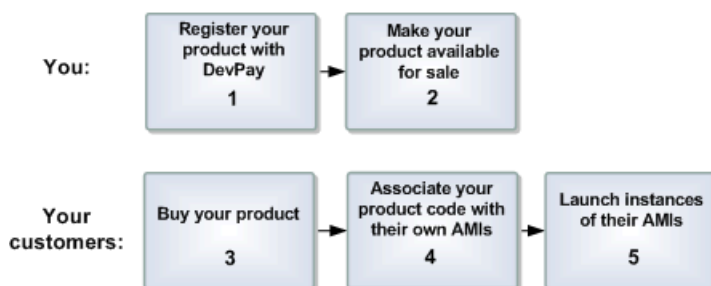 You:
Register your
product with
DevPay
1
Make your
product available
for sale
2
Your
customers:
Buy your product
3
Associate your
product code with
their own AMIs
4
Launch instances
of their AMIs
5